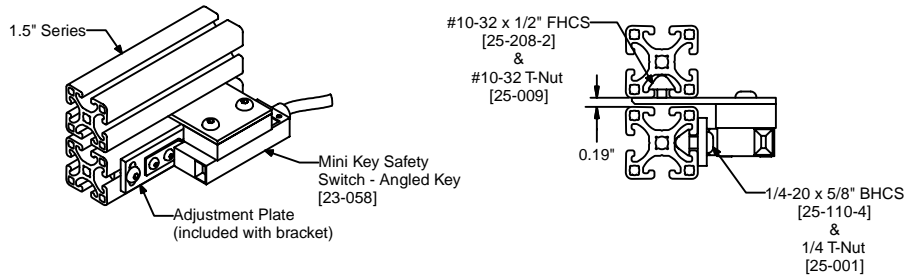 1.5" Series
Mini Key Safety
Switch - Angled Key
[23-058]
Adjustment Plate
(included with bracket)
#10-32 x 1/2" FHCS
[25-208-2]
&
#10-32 T-Nut
[25-009]
0.19"
1/4-20 x 5/8" BHCS
[25-110-4]
&
1/4 T-Nut
[25-001]